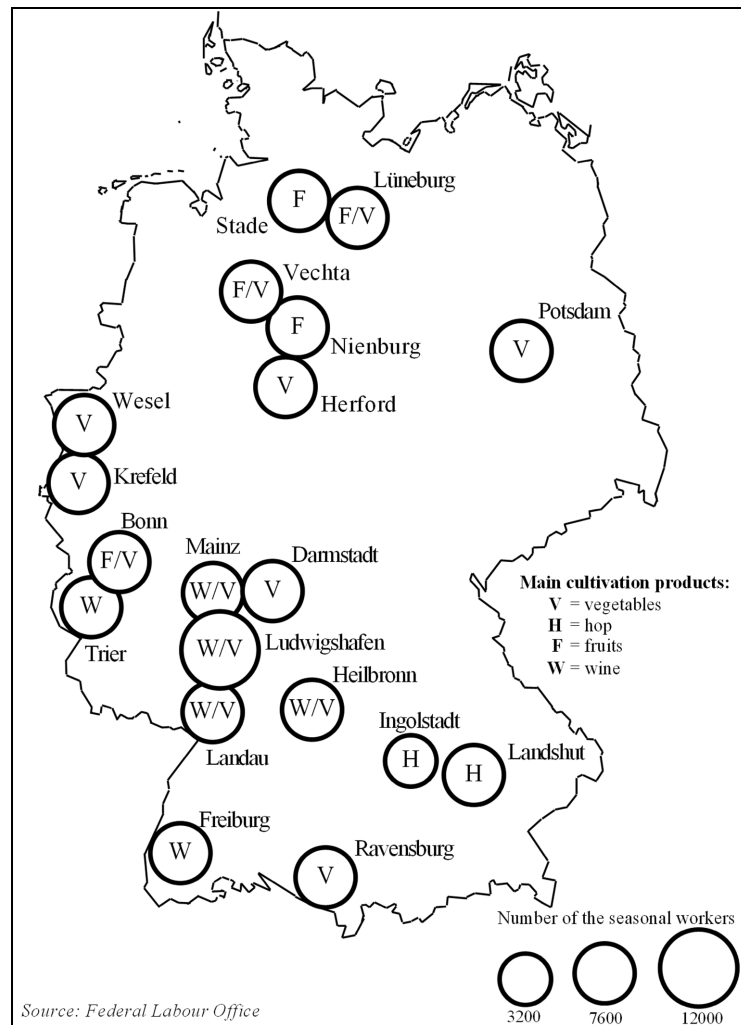 Lüneburg
F
F/V
Stade
Vechta
F/V
F
Nienburg
Potsdam
V
V
Herford
Wesel
V
Krefeld
V
Bonn
F/V
W
Trier
Mainz
W/V
Darmstadt
V
W/V
Ludwigshafen
Heilbronn
W/V
W/V
Landau
Main cultivation products:
V = vegetables
H = hop
F = fruits
W = wine
Ingolstadt
H
Landshut
H
Freiburg
W
Ravensburg
V
Number of the seasonal workers
3200 7600 12000
Source: Federal Labour Office